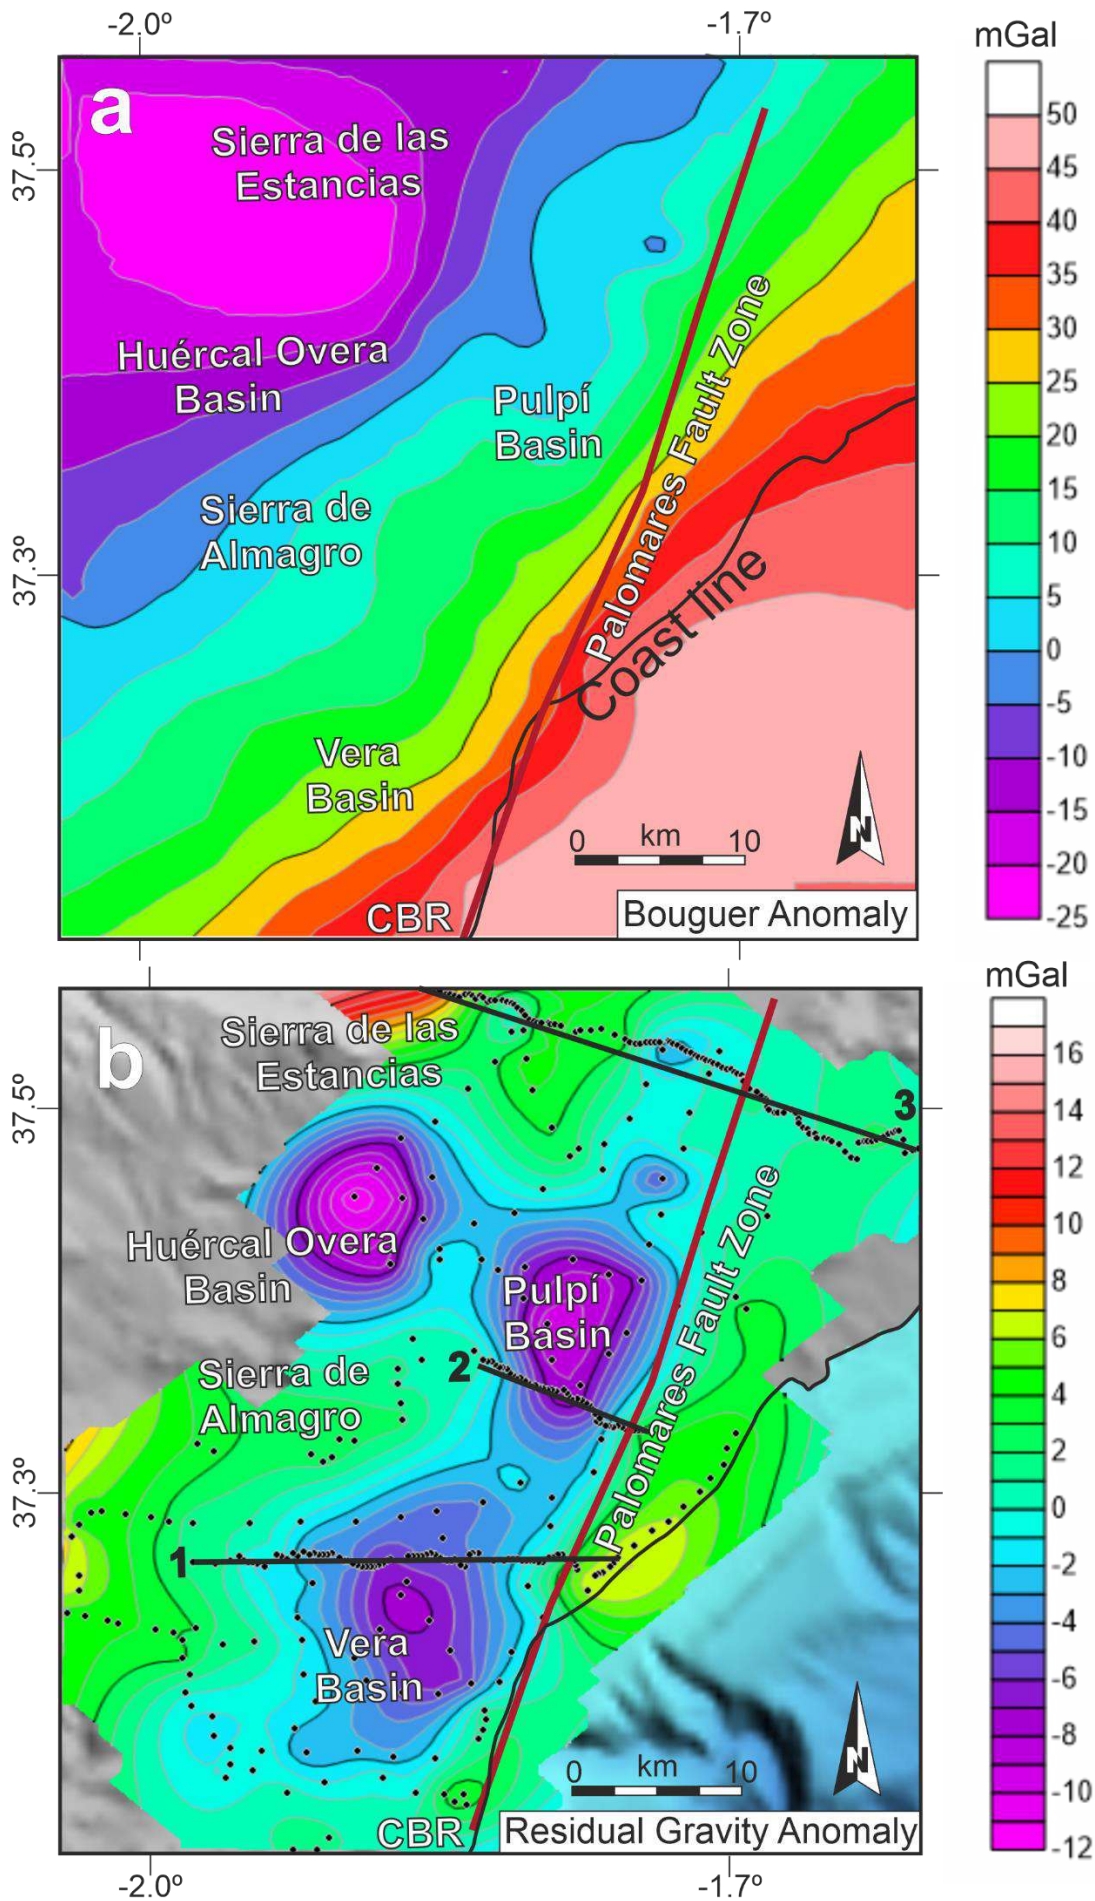 -2.0º
-1.7º
mGal
a
Sierra de las
Estancias
37.5º
Huércal Overa
Basin
Pulpí
Basin
Palomares Fault Zone
Sierra de
Almagro
37.3º
Coast line
Vera
Basin
0 km 10
N
CBR
Bouguer Anomaly
50
45
40
35
30
25
20
15
10
5
0
-5
-10
-15
-20
-25
mGal
b
Sierra de las
Estancias
37.5º
3
Huércal Overa
Basin
Pulpí
Basin
Palomares Fault Zone
2
Sierra de
Almagro
37.3º
1
Vera
Basin
0 km 10
N
CBR
Residual Gravity Anomaly
16
14
12
10
8
6
4
2
0
-2
-4
-6
-8
-10
-12
-2.0º
-1.7º